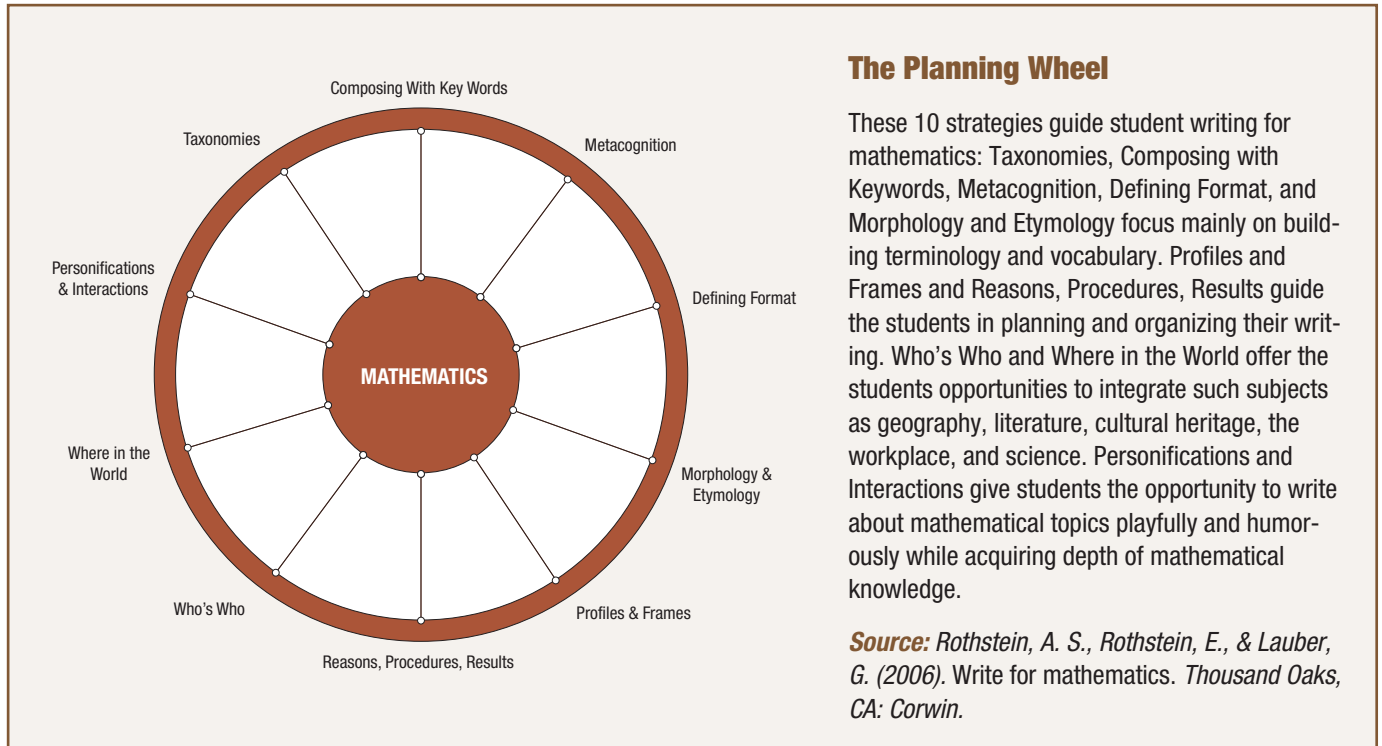 Composing With Key Words
Taxonomies
Metacognition
Personifications
& Interactions
Defining Format
MATHEMATICS
Where in the
World
Morphology &
Etymology
Who's Who
Profiles & Frames
Reasons, Procedures, Results
The Planning Wheel
These 10 strategies guide student writing for
mathematics: Taxonomies, Composing with
Keywords, Metacognition, Defining Format, and
Morphology and Etymology focus mainly on build-
ing terminology and vocabulary. Profiles and
Frames and Reasons, Procedures, Results guide
the students in planning and organizing their writ-
ing. Who's Who and Where in the World offer the
students opportunities to integrate such subjects
as geography, literature, cultural heritage, the
workplace, and science. Personifications and
Interactions give students the opportunity to write
about mathematical topics playfully and humor-
ously while acquiring depth of mathematical
knowledge.
Source: Rothstein, A. S., Rothstein, E., & Lauber,
G. (2006). Write for mathematics. Thousand Oaks,
CA: Corwin.